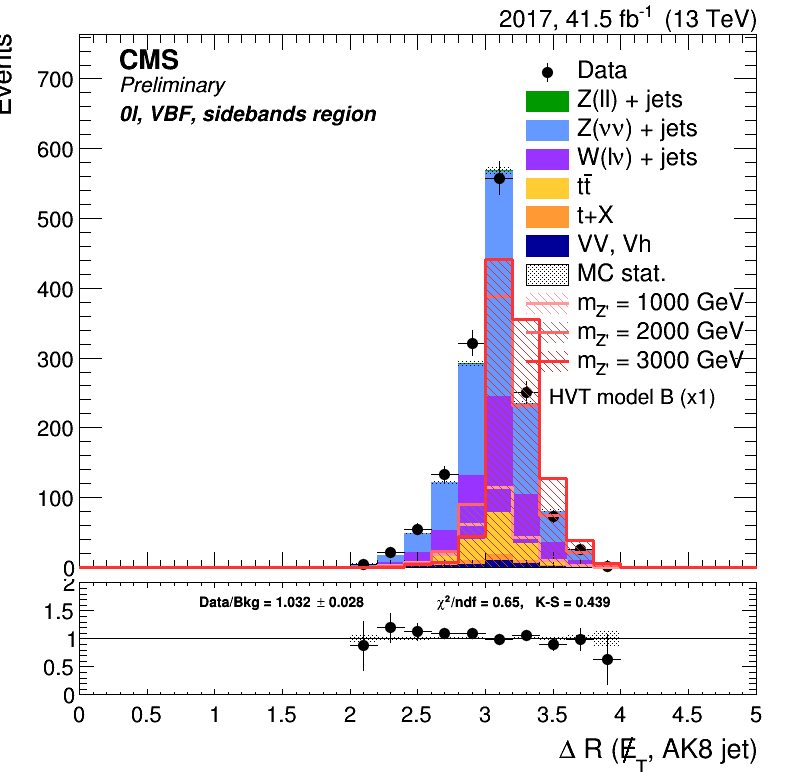 2017, 41.5 fb⁻¹ (13 TeV)
Events
CMS
Preliminary
0l, VBF, sidebands region
Data
Z(ll) + jets
Z(νν) + jets
W(lν) + jets
tt̄
t+X
VV, Vh
MC stat.
m_Z' = 1000 GeV
m_Z' = 2000 GeV
m_Z' = 3000 GeV
HVT model B (x1)
700
600
500
400
300
200
100
0
Data/Bkg = 1.032 ± 0.028 χ²/ndf = 0.65, K-S = 0.439
2
1.5
1
0.5
0
0 0.5 1 1.5 2 2.5 3 3.5 4 4.5 5
Δ R (E̸_T, AK8 jet)